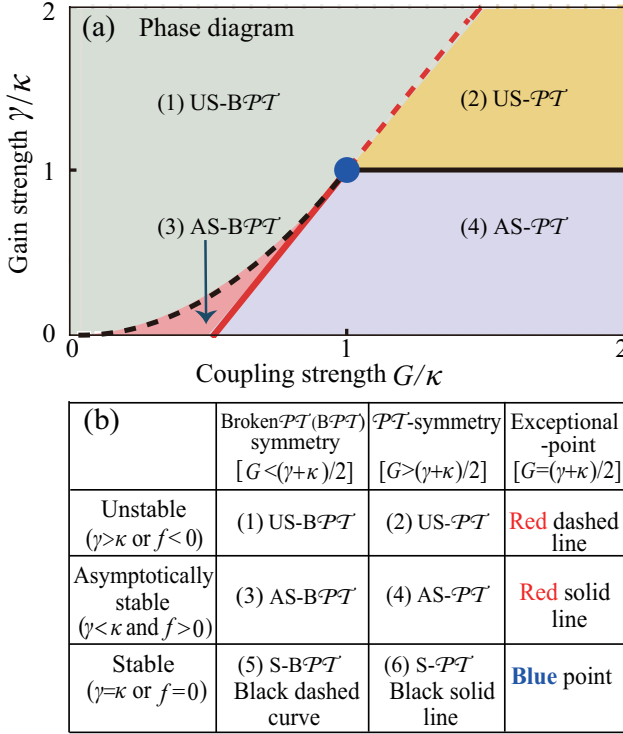 2
(a) Phase diagram
(1) US-B𝒫𝒯
(2) US-𝒫𝒯
1
(3) AS-B𝒫𝒯
(4) AS-𝒫𝒯
0
Gain strength γ/κ
0
1
2
Coupling strength G/κ
(b)
Broken𝒫𝒯(B𝒫𝒯)
symmetry
[G<(γ+κ)/2]
𝒫𝒯-symmetry
[G>(γ+κ)/2]
Exceptional
-point
[G=(γ+κ)/2]
Unstable
(γ>κ or f<0)
(1) US-B𝒫𝒯
(2) US-𝒫𝒯
Red dashed
line
Asymptotically
stable
(γ<κ and f>0)
(3) AS-B𝒫𝒯
(4) AS-𝒫𝒯
Red solid
line
Stable
(γ=κ or f=0)
(5) S-B𝒫𝒯
Black dashed
curve
(6) S-𝒫𝒯
Black solid
line
Blue point